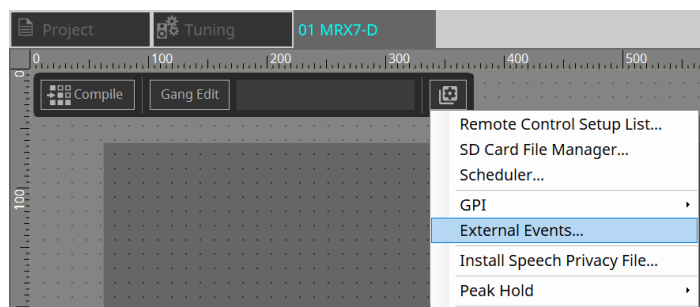 Project
Tuning
01 MRX7-D
0 100 200 300 400 500
0
Compile
Gang Edit
Remote Control Setup List...
SD Card File Manager...
Scheduler...
GPI
External Events...
100
Install Speech Privacy File...
Peak Hold